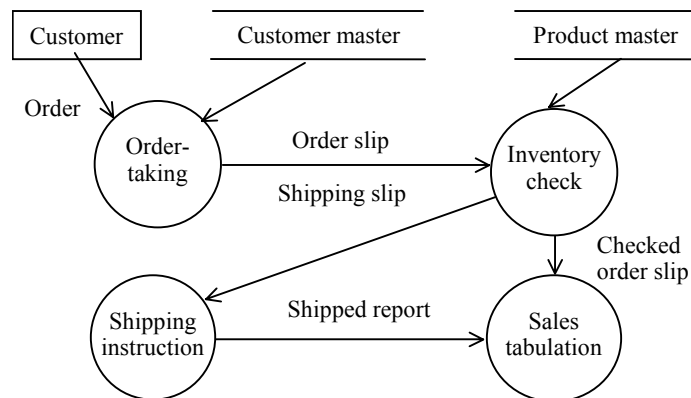 Customer
Customer master
Product master
Order
Order-
taking
Order slip
Inventory
check
Shipping slip
Checked
order slip
Shipping
instruction
Shipped report
Sales
tabulation